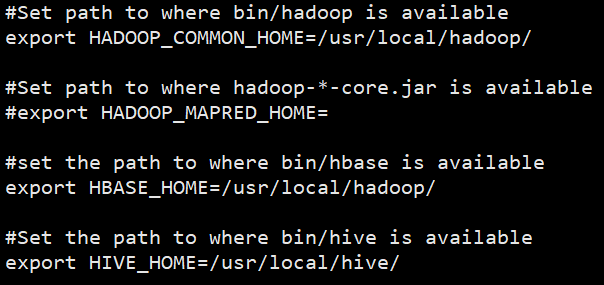 #Set path to where bin/hadoop is available
export HADOOP_COMMON_HOME=/usr/local/hadoop/
#Set path to where hadoop-*-core.jar is available
#export HADOOP_MAPRED_HOME=
#set the path to where bin/hbase is available
export HBASE_HOME=/usr/local/hadoop/
#Set the path to where bin/hive is available
export HIVE_HOME=/usr/local/hive/